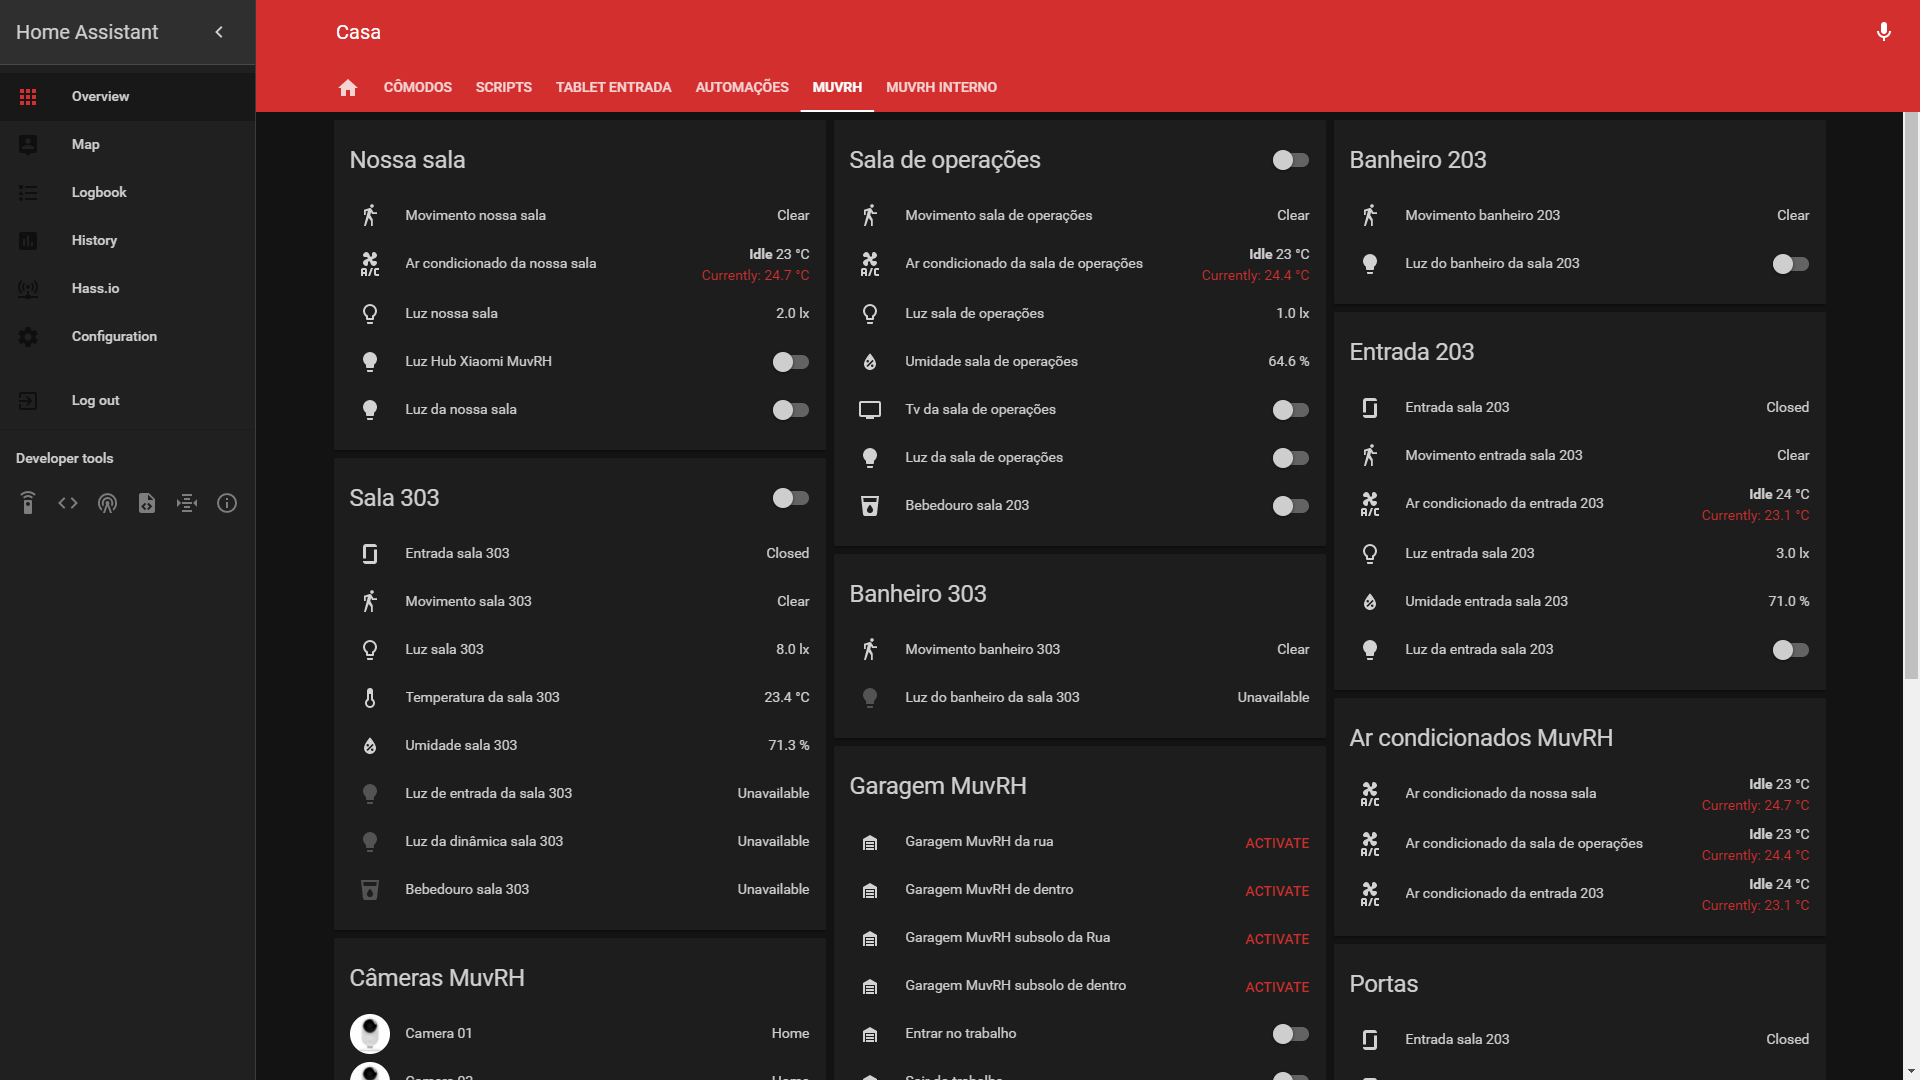 Home Assistant
Overview
Map
Logbook
History
Hass.io
Configuration
Log out
Developer tools
Casa
CÔMODOS SCRIPTS TABLET ENTRADA AUTOMAÇÕES MUVRH MUVRH INTERNO
Nossa sala
Movimento nossa sala Clear
Ar condicionado da nossa sala Idle 23 °C
Currently: 24.7 °C
Luz nossa sala 2.0 lx
Luz Hub Xiaomi MuvRH
Luz da nossa sala
Sala 303
Entrada sala 303 Closed
Movimento sala 303 Clear
Luz sala 303 8.0 lx
Temperatura da sala 303 23.4 °C
Umidade sala 303 71.3 %
Luz de entrada da sala 303 Unavailable
Luz da dinâmica sala 303 Unavailable
Bebedouro sala 303 Unavailable
Câmeras MuvRH
Camera 01 Home
Sala de operações
Movimento sala de operações Clear
A/C Ar condicionado da sala de operações Idle 23 °C
Currently: 24.4 °C
Luz sala de operações 1.0 lx
Umidade sala de operações 64.6 %
Tv da sala de operações
Luz da sala de operações
Bebedouro sala 203
Banheiro 303
Movimento banheiro 303 Clear
Luz do banheiro da sala 303 Unavailable
Garagem MuvRH
Garagem MuvRH da rua ACTIVATE
Garagem MuvRH de dentro ACTIVATE
Garagem MuvRH subsolo da Rua ACTIVATE
Garagem MuvRH subsolo de dentro ACTIVATE
Entrar no trabalho
Banheiro 203
Movimento banheiro 203 Clear
Luz do banheiro da sala 203
Entrada 203
Entrada sala 203 Closed
Movimento entrada sala 203 Clear
A/C Ar condicionado da entrada 203 Idle 24 °C
Currently: 23.1 °C
Luz entrada sala 203 3.0 lx
Umidade entrada sala 203 71.0 %
Luz da entrada sala 203
Ar condicionados MuvRH
A/C Ar condicionado da nossa sala Idle 23 °C
Currently: 24.7 °C
A/C Ar condicionado da sala de operações Idle 23 °C
Currently: 24.4 °C
A/C Ar condicionado da entrada 203 Idle 24 °C
Currently: 23.1 °C
Portas
Entrada sala 203 Closed